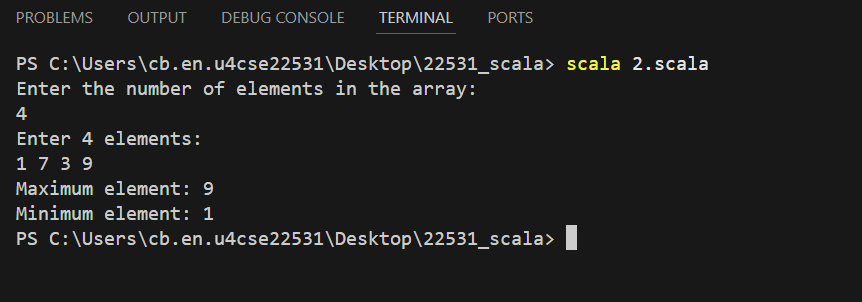 PROBLEMS OUTPUT DEBUG CONSOLE TERMINAL PORTS
PS C:\Users\cb.en.u4cse22531\Desktop\22531_scala> scala 2.scala
Enter the number of elements in the array:
4
Enter 4 elements:
1 7 3 9
Maximum element: 9
Minimum element: 1
PS C:\Users\cb.en.u4cse22531\Desktop\22531_scala>